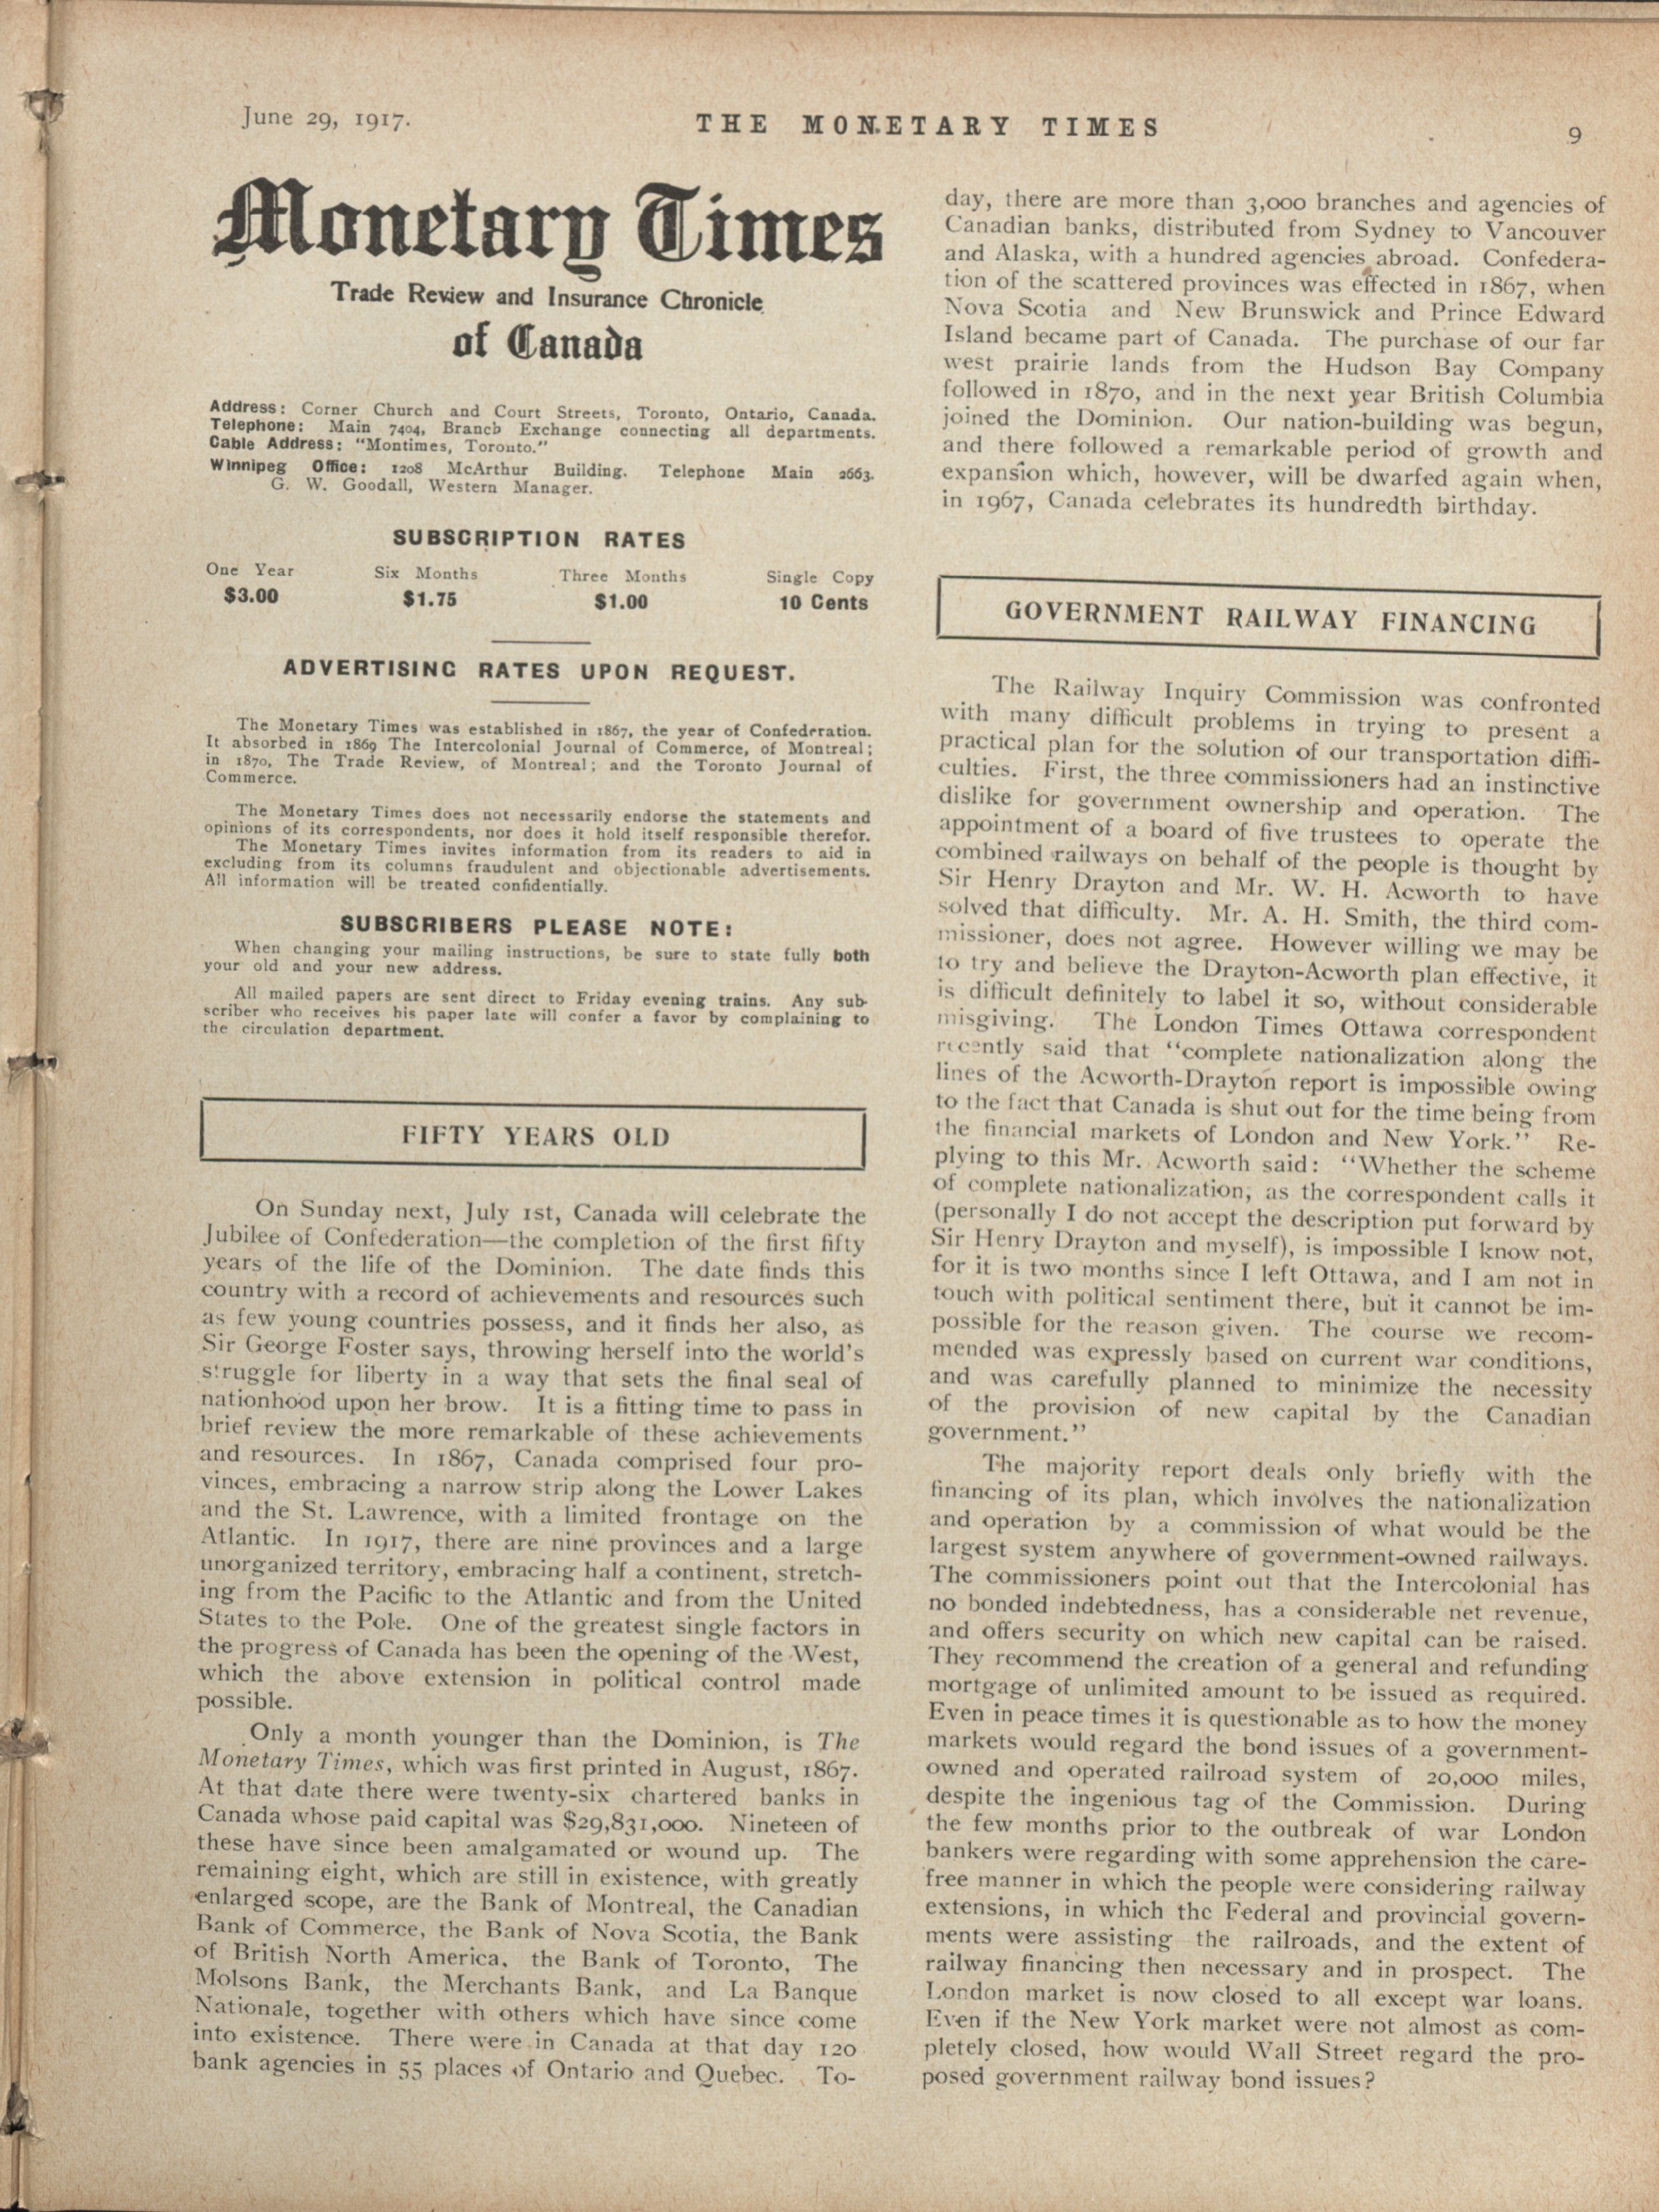 June 29, 1917.
THE MONETARY TIMES
9
Monetary Times
Trade Review and Insurance Chronicle
of Canada
Address: Corner Church and Court Streets, Toronto, Ontario, Canada.
Telephone: Main 7404, Branch Exchange connecting all departments.
Cable Address: "Montimes, Toronto."
Winnipeg Office: 1208 McArthur Building. Telephone Main 2663.
G. W. Goodall, Western Manager.
SUBSCRIPTION RATES
One Year Six Months Three Months Single Copy
$3.00 $1.75 $1.00 10 Cents
ADVERTISING RATES UPON REQUEST.
The Monetary Times was established in 1867, the year of Confederation.
It absorbed in 1869 The Intercolonial Journal of Commerce, of Montreal;
in 1870, The Trade Review, of Montreal; and the Toronto Journal of
Commerce.
The Monetary Times does not necessarily endorse the statements and
opinions of its correspondents, nor does it hold itself responsible therefor.
The Monetary Times invites information from its readers to aid in
excluding from its columns fraudulent and objectionable advertisements.
All information will be treated confidentially.
SUBSCRIBERS PLEASE NOTE:
When changing your mailing instructions, be sure to state fully both
your old and your new address.
All mailed papers are sent direct to Friday evening trains. Any sub-
scriber who receives his paper late will confer a favor by complaining to
the circulation department.
FIFTY YEARS OLD
On Sunday next, July 1st, Canada will celebrate the
Jubilee of Confederation—the completion of the first fifty
years of the life of the Dominion. The date finds this
country with a record of achievements and resources such
as few young countries possess, and it finds her also, as
Sir George Foster says, throwing herself into the world's
struggle for liberty in a way that sets the final seal of
nationhood upon her brow. It is a fitting time to pass in
brief review the more remarkable of these achievements
and resources. In 1867, Canada comprised four pro-
vinces, embracing a narrow strip along the Lower Lakes
and the St. Lawrence, with a limited frontage on the
Atlantic. In 1917, there are nine provinces and a large
unorganized territory, embracing half a continent, stretch-
ing from the Pacific to the Atlantic and from the United
States to the Pole. One of the greatest single factors in
the progress of Canada has been the opening of the West,
which the above extension in political control made
possible.
Only a month younger than the Dominion, is The
Monetary Times, which was first printed in August, 1867.
At that date there were twenty-six chartered banks in
Canada whose paid capital was $29,831,000. Nineteen of
these have since been amalgamated or wound up. The
remaining eight, which are still in existence, with greatly
enlarged scope, are the Bank of Montreal, the Canadian
Bank of Commerce, the Bank of Nova Scotia, the Bank
of British North America, the Bank of Toronto, The
Molsons Bank, the Merchants Bank, and La Banque
Nationale, together with others which have since come
into existence. There were in Canada at that day 120
bank agencies in 55 places of Ontario and Quebec. To-
day, there are more than 3,000 branches and agencies of
Canadian banks, distributed from Sydney to Vancouver
and Alaska, with a hundred agencies abroad. Confedera-
tion of the scattered provinces was effected in 1867, when
Nova Scotia and New Brunswick and Prince Edward
Island became part of Canada. The purchase of our far
west prairie lands from the Hudson Bay Company
followed in 1870, and in the next year British Columbia
joined the Dominion. Our nation-building was begun,
and there followed a remarkable period of growth and
expansion which, however, will be dwarfed again when,
in 1967, Canada celebrates its hundredth birthday.
GOVERNMENT RAILWAY FINANCING
The Railway Inquiry Commission was confronted
with many difficult problems in trying to present a
practical plan for the solution of our transportation diffi-
culties. First, the three commissioners had an instinctive
dislike for government ownership and operation. The
appointment of a board of five trustees to operate the
combined railways on behalf of the people is thought by
Sir Henry Drayton and Mr. W. H. Acworth to have
solved that difficulty. Mr. A. H. Smith, the third com-
missioner, does not agree. However willing we may be
to try and believe the Drayton-Acworth plan effective, it
is difficult definitely to label it so, without considerable
misgiving. The London Times Ottawa correspondent
recently said that "complete nationalization along the
lines of the Acworth-Drayton report is impossible owing
to the fact that Canada is shut out for the time being from
the financial markets of London and New York." Re-
plying to this Mr. Acworth said: "Whether the scheme
of complete nationalization, as the correspondent calls it
(personally I do not accept the description put forward by
Sir Henry Drayton and myself), is impossible I know not,
for it is two months since I left Ottawa, and I am not in
touch with political sentiment there, but it cannot be im-
possible for the reason given. The course we recom-
mended was expressly based on current war conditions,
and was carefully planned to minimize the necessity
of the provision of new capital by the Canadian
government."
The majority report deals only briefly with the
financing of its plan, which involves the nationalization
and operation by a commission of what would be the
largest system anywhere of government-owned railways.
The commissioners point out that the Intercolonial has
no bonded indebtedness, has a considerable net revenue,
and offers security on which new capital can be raised.
They recommend the creation of a general and refunding
mortgage of unlimited amount to be issued as required.
Even in peace times it is questionable as to how the money
markets would regard the bond issues of a government-
owned and operated railroad system of 20,000 miles,
despite the ingenious tag of the Commission. During
the few months prior to the outbreak of war London
bankers were regarding with some apprehension the care-
free manner in which the people were considering railway
extensions, in which the Federal and provincial govern-
ments were assisting the railroads, and the extent of
railway financing then necessary and in prospect. The
London market is now closed to all except war loans.
Even if the New York market were not almost as com-
pletely closed, how would Wall Street regard the pro-
posed government railway bond issues?